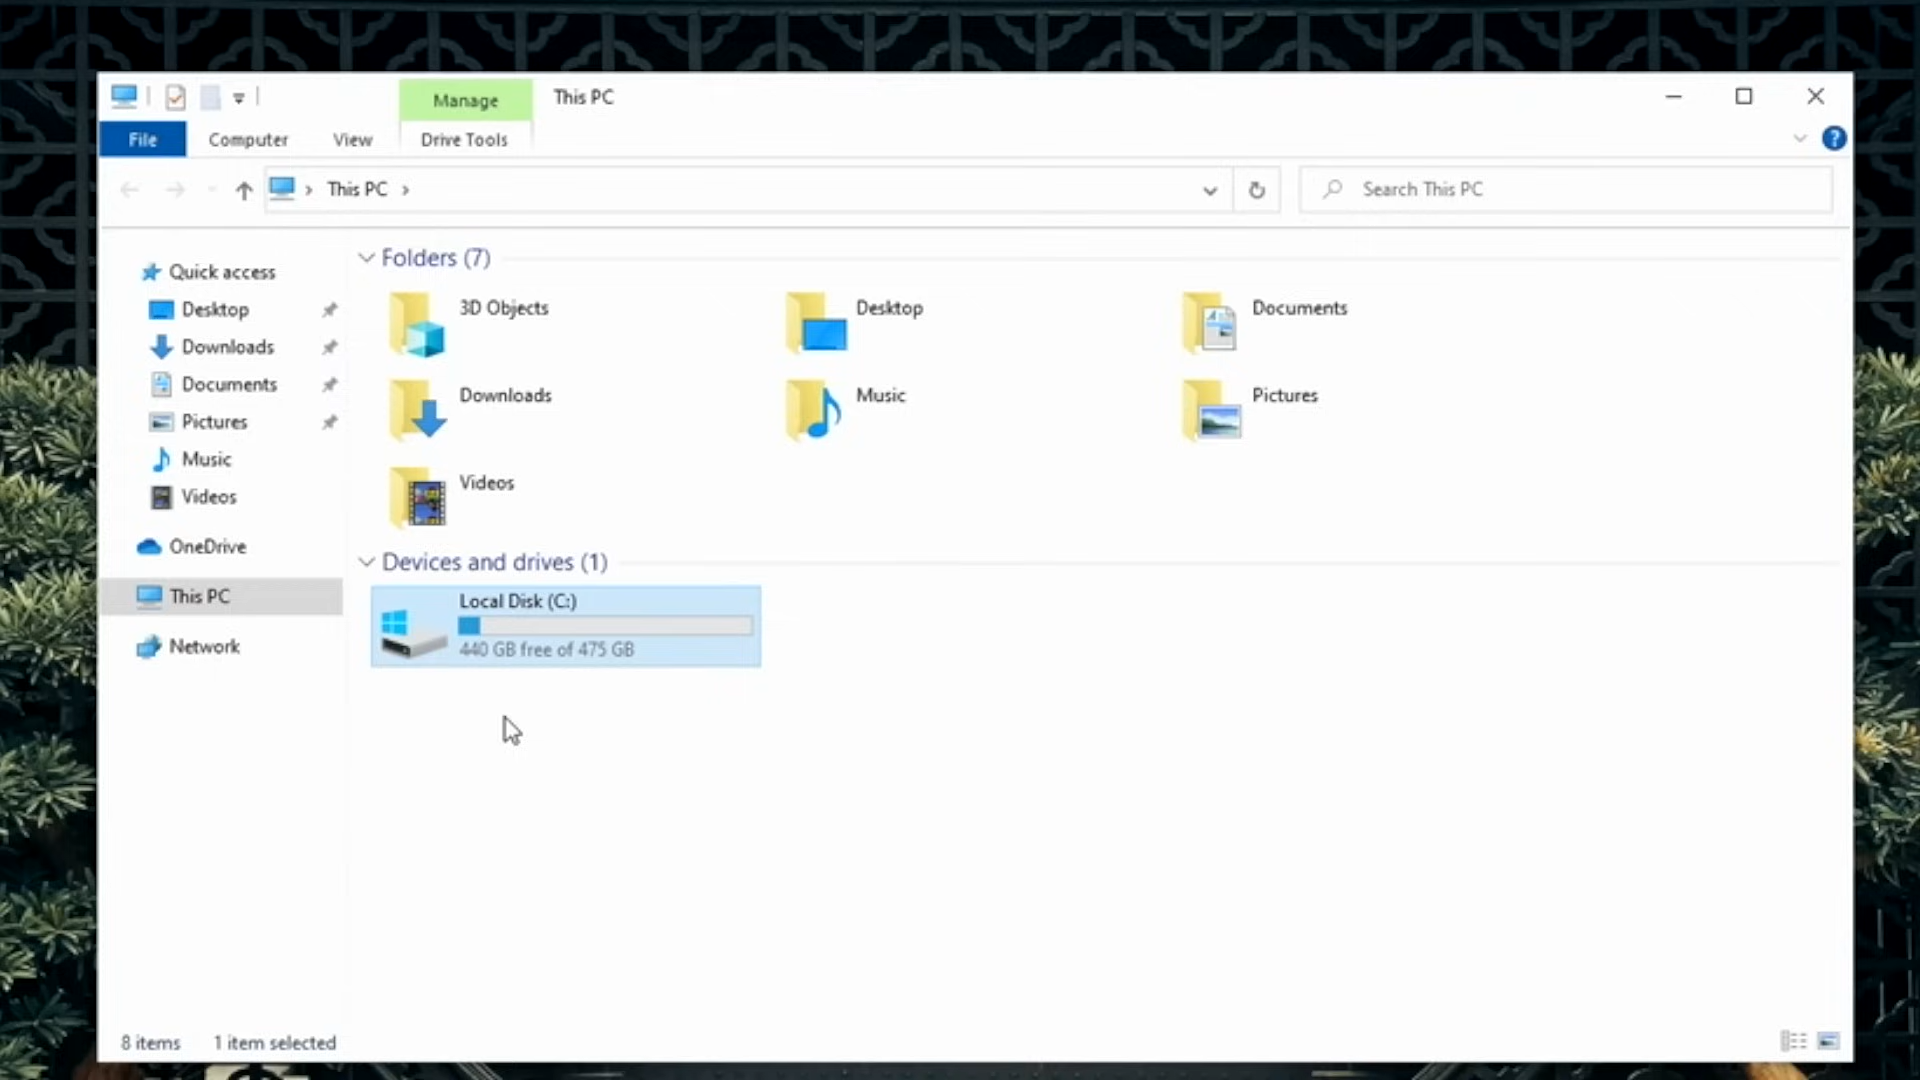 Manage
This PC
File
Computer
View
Drive Tools
?
This PC
Search This PC
Quick access
Desktop
Downloads
Documents
Pictures
Music
Videos
OneDrive
This PC
Network
Folders (7)
3D Objects
Desktop
Documents
Downloads
Music
Pictures
Videos
Devices and drives (1)
Local Disk (C:)
440 GB free of 475 GB
8 items
1 item selected